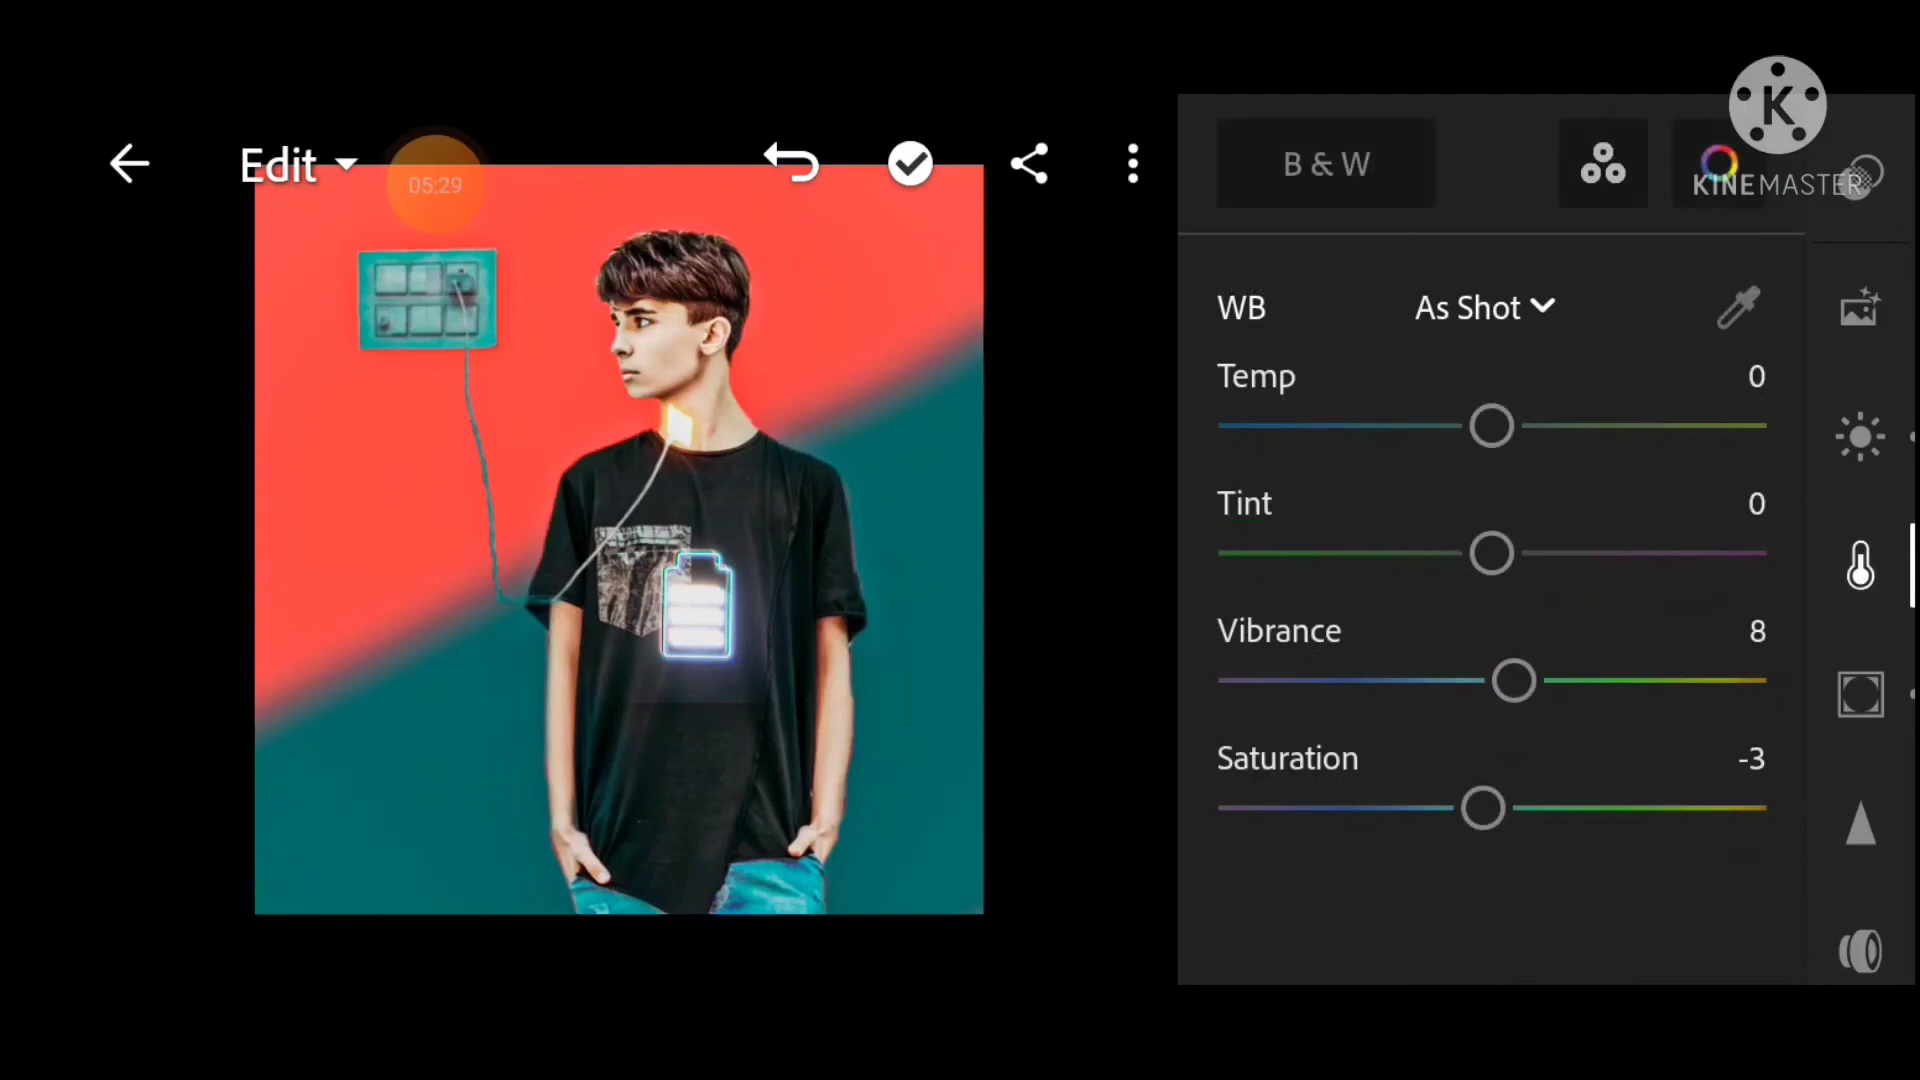 Edit
05:29
B & W
K
KINEMASTER
WB
As Shot
Temp
0
Tint
0
Vibrance
8
Saturation
-3